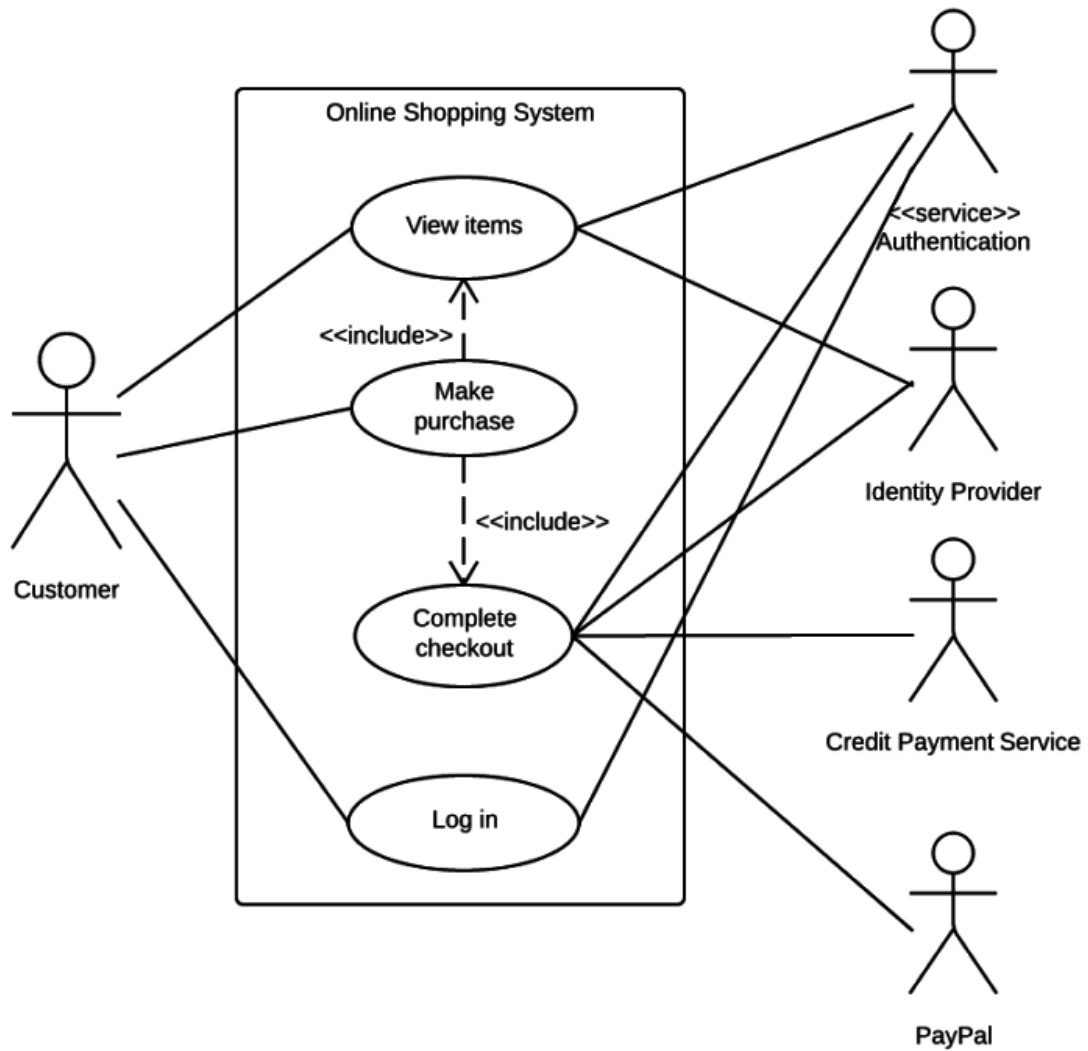 Online Shopping System
View items
<<include>>
Make
purchase
<<include>>
Complete
checkout
Log in
Customer
<<service>>
Authentication
Identity Provider
Credit Payment Service
PayPal